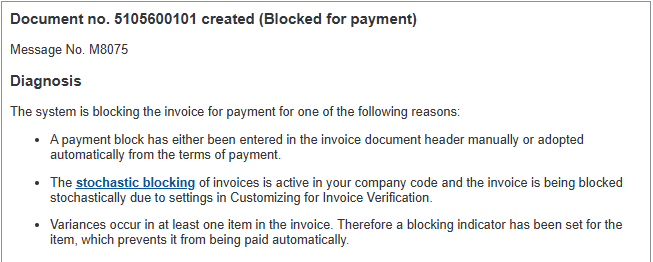 Document no. 5105600101 created (Blocked for payment)
Message No. M8075
Diagnosis
The system is blocking the invoice for payment for one of the following reasons:
• A payment block has either been entered in the invoice document header manually or adopted
automatically from the terms of payment.
• The stochastic blocking of invoices is active in your company code and the invoice is being blocked
stochastically due to settings in Customizing for Invoice Verification.
• Variances occur in at least one item in the invoice. Therefore a blocking indicator has been set for the
item, which prevents it from being paid automatically.